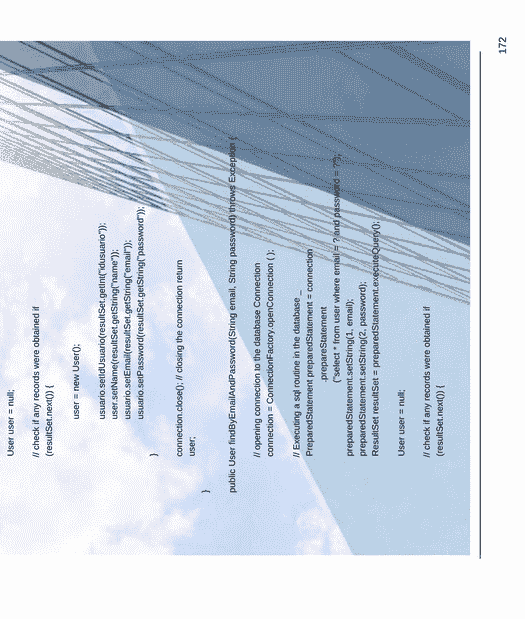 172
User user = null;
// check if any records were obtained if
(resultSet.next()) {
user = new User();
usuario.setIdUsuario(resultSet.getInt("idusuario"));
user.setName(resultSet.getString("name"));
usuario.setEmail(resultSet.getString("email"));
usuario.setPassword(resultSet.getString("password"));
}
connection.close(); // closing the connection return
user;
}
public User findByEmailAndPassword(String email, String password) throws Exception {
// opening connection to the database Connection
connection = ConnectionFactory.openConnection ( );
// Executing a sql routine in the database _
PreparedStatement preparedStatement = connection
.prepareStatement
("select * from user where email = ? and password = ?");
preparedStatement.setString(1, email);
preparedStatement.setString(2, password);
ResultSet resultSet = preparedStatement.executeQuery();
User user = null;
// check if any records were obtained if
(resultSet.next()) {